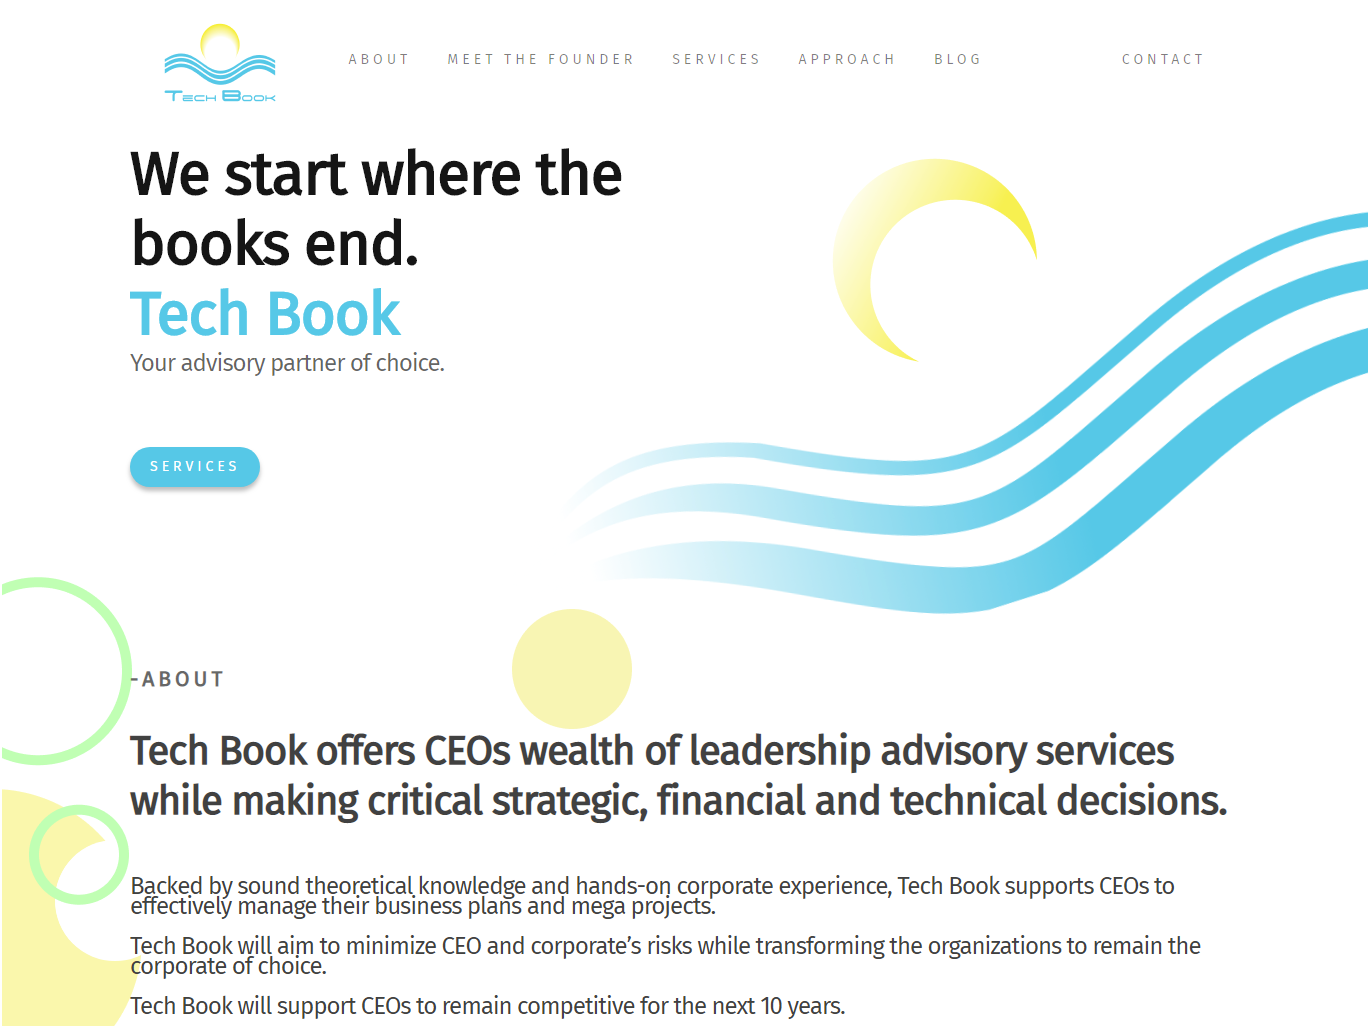 Tech Book
ABOUT
MEET THE FOUNDER
SERVICES
APPROACH
BLOG
CONTACT
We start where the
books end.
Tech Book
Your advisory partner of choice.
SERVICES
-ABOUT
Tech Book offers CEOs wealth of leadership advisory services
while making critical strategic, financial and technical decisions.
Backed by sound theoretical knowledge and hands-on corporate experience, Tech Book supports CEOs to
effectively manage their business plans and mega projects.
Tech Book will aim to minimize CEO and corporate’s risks while transforming the organizations to remain the
corporate of choice.
Tech Book will support CEOs to remain competitive for the next 10 years.